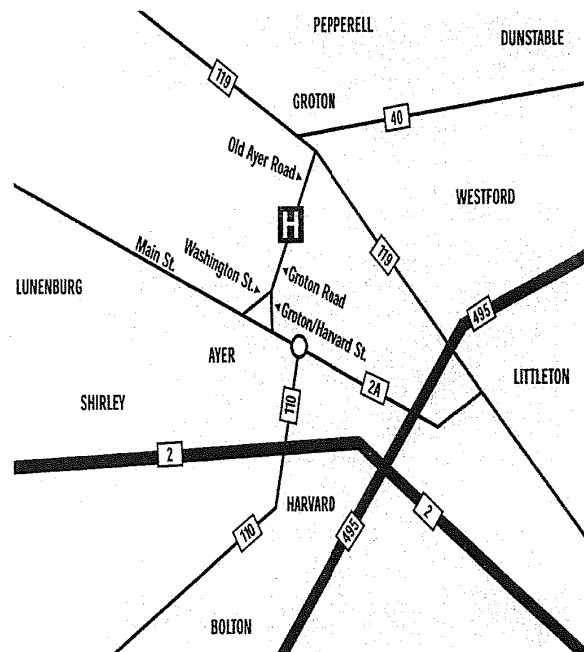 PEPPERELL
DUNSTABLE
119
GROTON
40
Old Ayer Road
WESTFORD
H
119
Main St.
Washington St.
Groton Road
LUNENBURG
495
Groton/Harvard St.
AYER
2A
LITTLETON
SHIRLEY
110
2
HARVARD
2
110
495
BOLTON